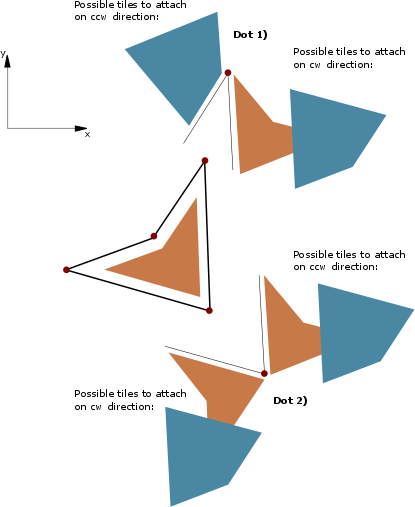 Possible tiles to attach
on ccw direction:
Dot 1)
Possible tiles to attach
on cw direction:
y
x
Possible tiles to attach
on ccw direction:
Possible tiles to attach
on cw direction:
Dot 2)